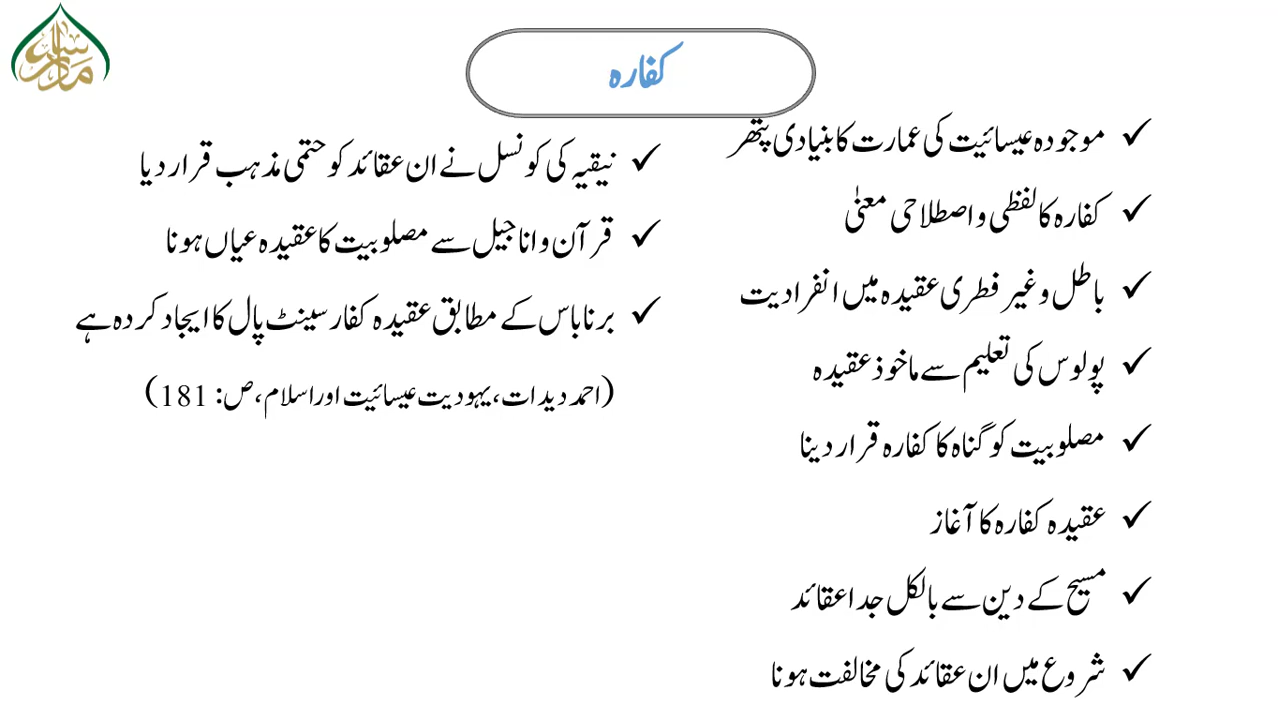 کفارہ
موجودہ عیسائیت کی عمارت کا بنیادی پتھر
کفارہ کا لفظی و اصطلاحی معنیٰ
باطل و غیر فطری عقیدہ میں انفرادیت
پولوس کی تعلیم سے ماخوذ عقیدہ
مصلوبیت کو گناہ کا کفارہ قرار دینا
عقیدہ کفارہ کا آغاز
مسیح کے دین سے بالکل جدا عقائد
شروع میں ان عقائد کی مخالفت ہونا
نیقیہ کی کونسل نے ان عقائد کو حتمی مذہب قرار دیا
قرآن و اناجیل سے مصلوبیت کا عقیدہ عیاں ہونا
برناباس کے مطابق عقیدہ کفار سینٹ پال کا ایجاد کردہ ہے
(احمد دیدات، یہودیت عیسائیت اور اسلام، ص: 181)